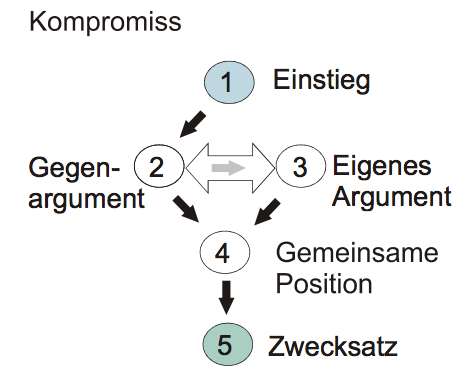 Kompromiss
1 Einstieg
Gegen- 2 3 Eigenes
argument Argument
4 Gemeinsame
Position
5 Zwecksatz